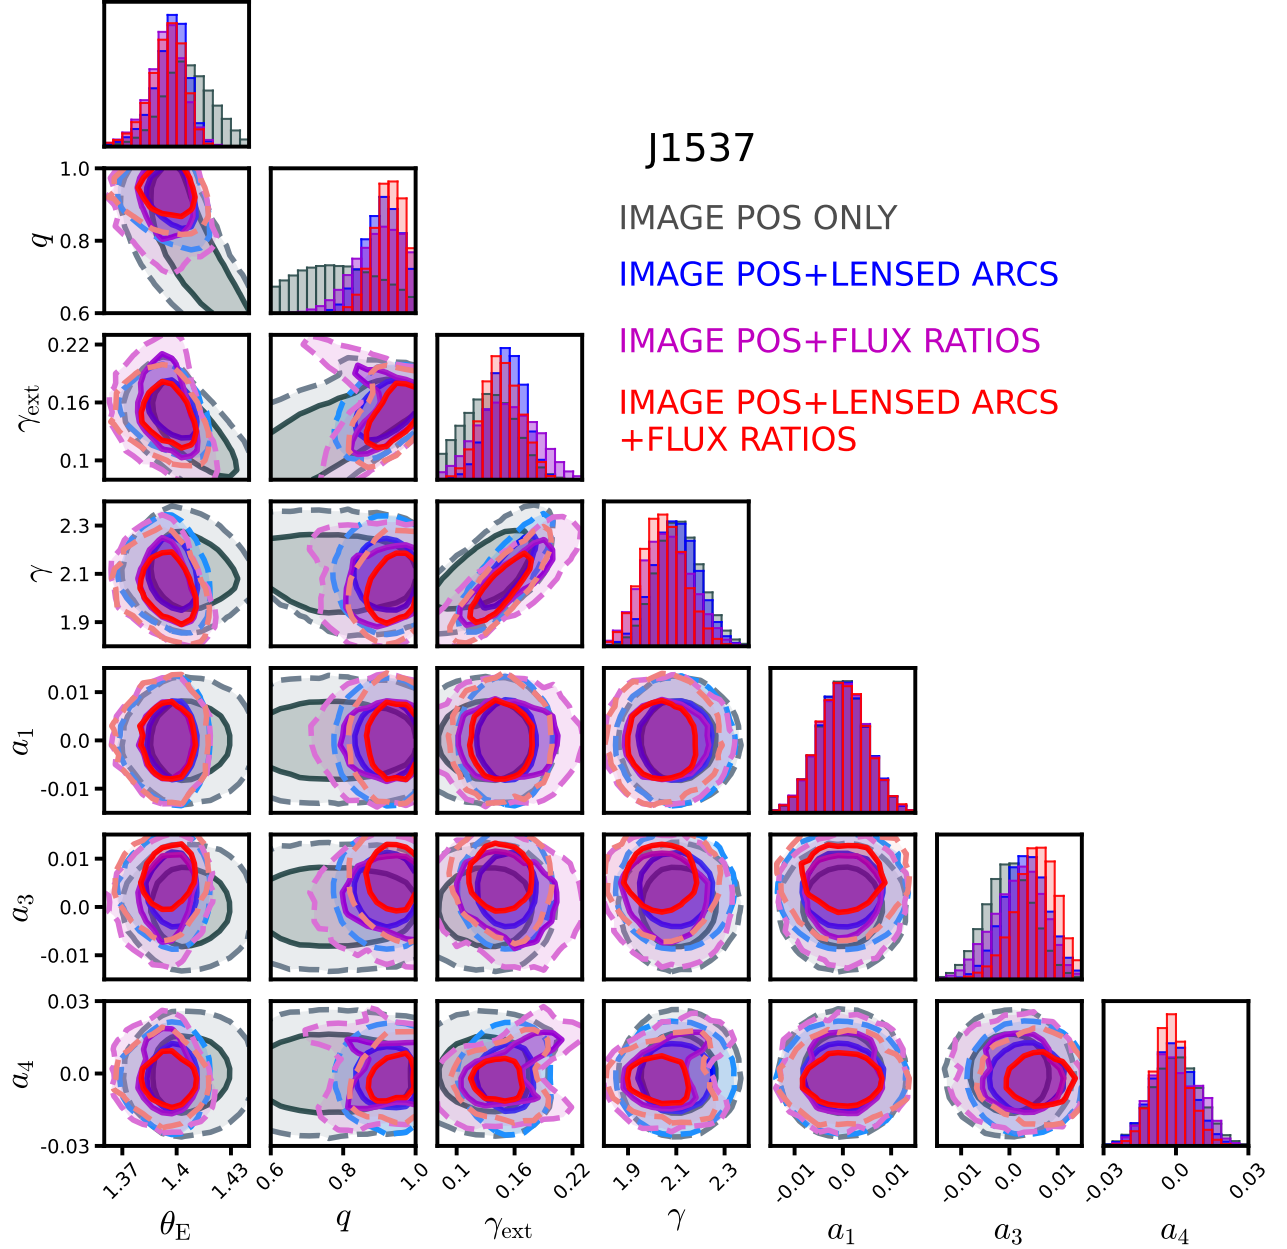 J1537
IMAGE POS ONLY
IMAGE POS+LENSED ARCS
IMAGE POS+FLUX RATIOS
IMAGE POS+LENSED ARCS
+FLUX RATIOS
1.0
0.8
0.6
q
0.22
0.16
0.1
γext
2.3
2.1
1.9
γ
0.01
0.0
-0.01
a1
0.01
0.0
-0.01
a3
0.03
0.0
-0.03
a4
1.37 1.4 1.43 0.6 0.8 1.0 0.1 0.16 0.22 1.9 2.1 2.3 -0.01 0.0 0.01 -0.01 0.0 0.01 -0.03 0.0 0.03
θE q γext γ a1 a3 a4